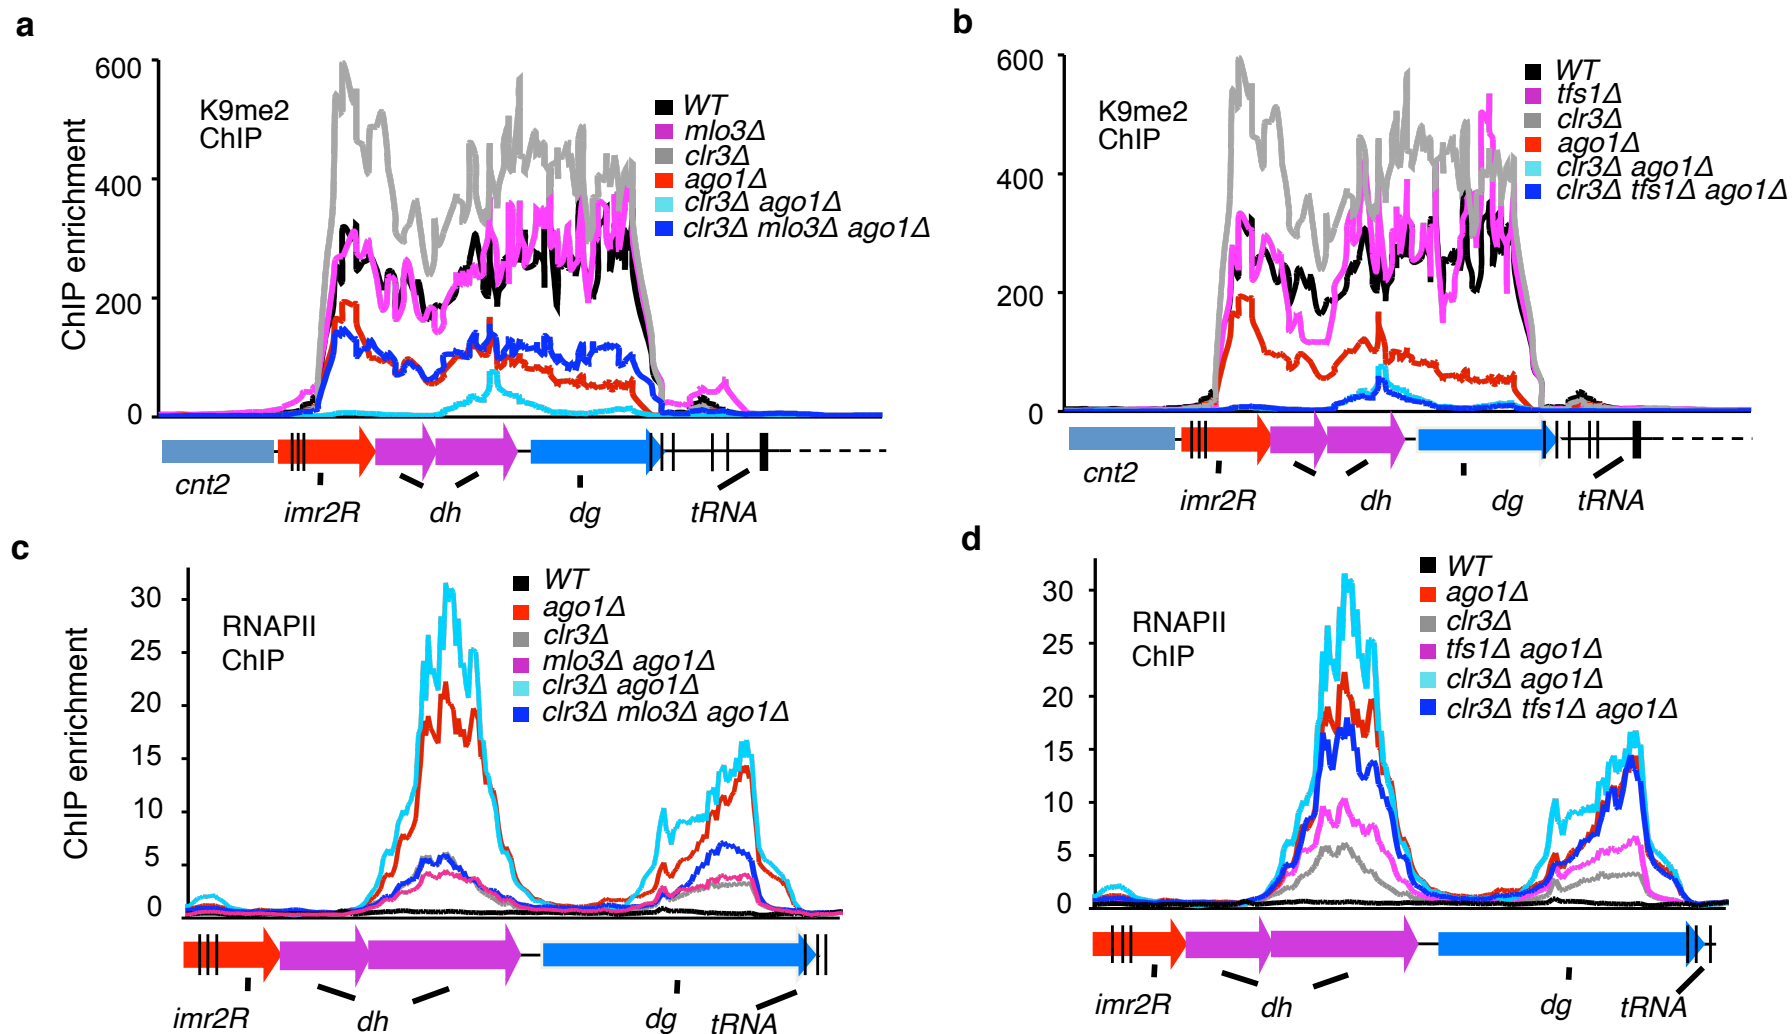 a
600
400
200
0
ChIP enrichment
K9me2
ChIP
WT
mlo3Δ
clr3Δ
ago1Δ
clr3Δ ago1Δ
clr3Δ mlo3Δ ago1Δ
cnt2
imr2R
dh
dg
tRNA
b
600
400
200
0
K9me2
ChIP
WT
tfs1Δ
clr3Δ
ago1Δ
clr3Δ ago1Δ
clr3Δ tfs1Δ ago1Δ
cnt2
imr2R
dh
dg
tRNA
c
30
25
20
15
10
5
0
ChIP enrichment
RNAPII
ChIP
WT
ago1Δ
clr3Δ
mlo3Δ ago1Δ
clr3Δ ago1Δ
clr3Δ mlo3Δ ago1Δ
imr2R
dh
dg
tRNA
d
30
25
20
15
10
5
0
RNAPII
ChIP
WT
ago1Δ
clr3Δ
tfs1Δ ago1Δ
clr3Δ ago1Δ
clr3Δ tfs1Δ ago1Δ
imr2R
dh
dg
tRNA